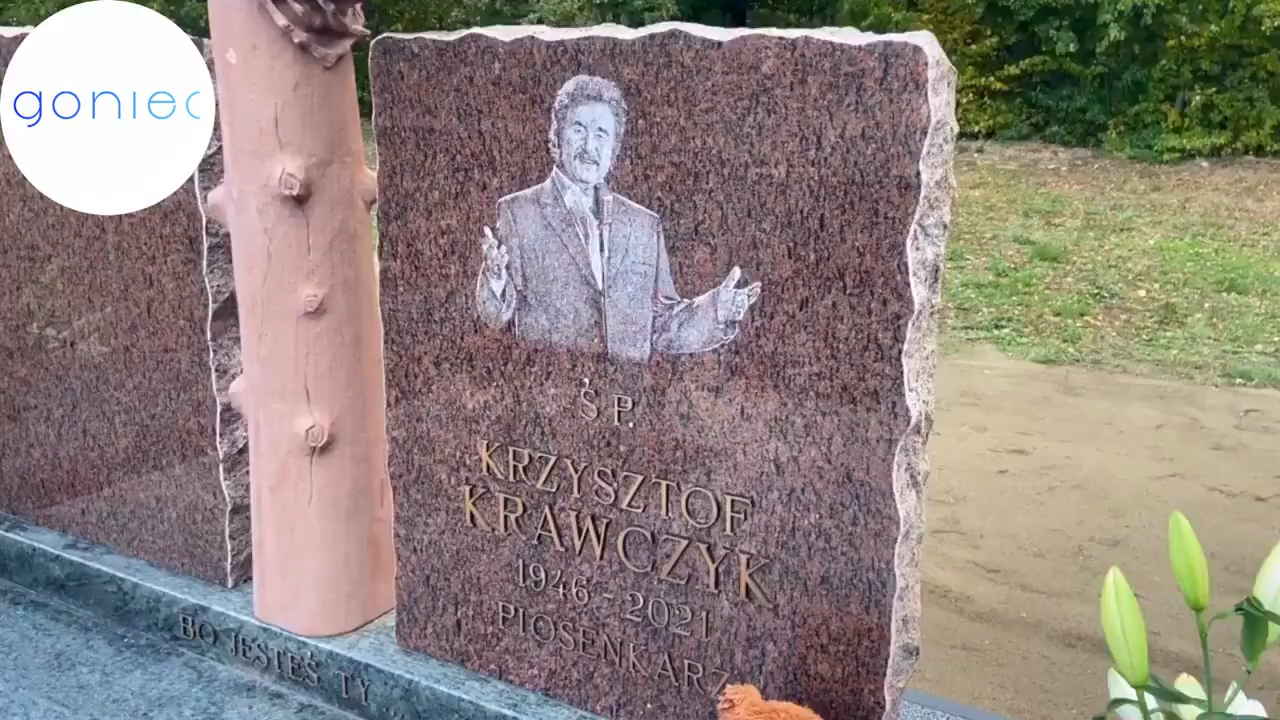 goniec
Ś P.
KRZYSZTOF
KRAWCZYK
1946 - 2021
PIOSENKARZ
BO JESTEŚ TY ...